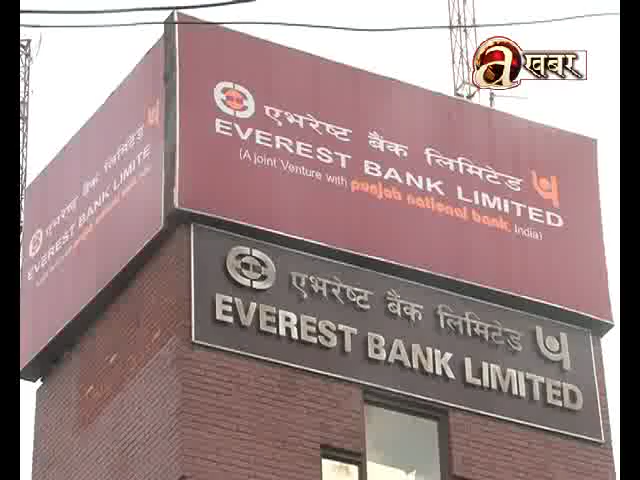 a खबर
एभरेष्ट बैंक लिमिटेड
EVEREST BANK LIMITED
(A joint Venture with punjab national bank, India)
एभरेष्ट बैंक लिमिटेड
EVEREST BANK LIMITE
एभरेष्ट बैंक लिमिटेड
EVEREST BANK LIMITED